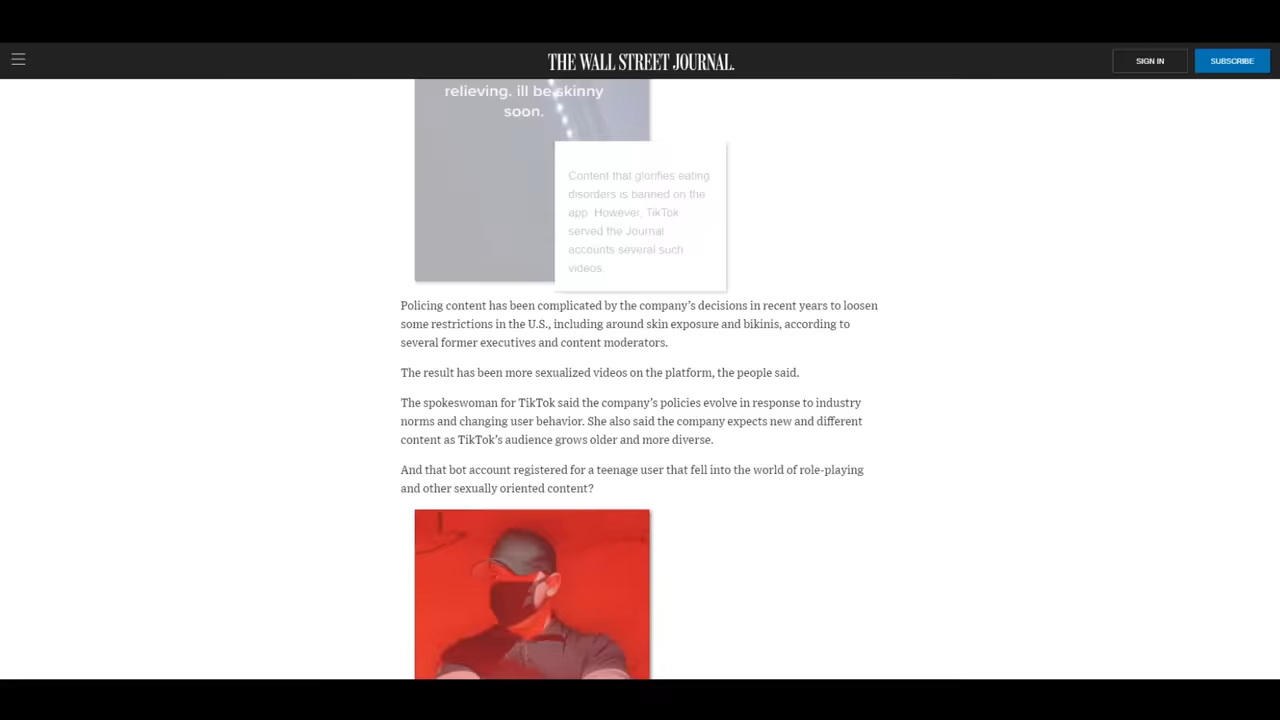 THE WALL STREET JOURNAL.
SIGN IN
SUBSCRIBE
relieving. ill be skinny
soon.
Content that glorifies eating
disorders is banned on the
app. However, TikTok
served the Journal
accounts several such
videos.
Policing content has been complicated by the company’s decisions in recent years to loosen
some restrictions in the U.S., including around skin exposure and bikinis, according to
several former executives and content moderators.
The result has been more sexualized videos on the platform, the people said.
The spokeswoman for TikTok said the company’s policies evolve in response to industry
norms and changing user behavior. She also said the company expects new and different
content as TikTok’s audience grows older and more diverse.
And that bot account registered for a teenage user that fell into the world of role-playing
and other sexually oriented content?